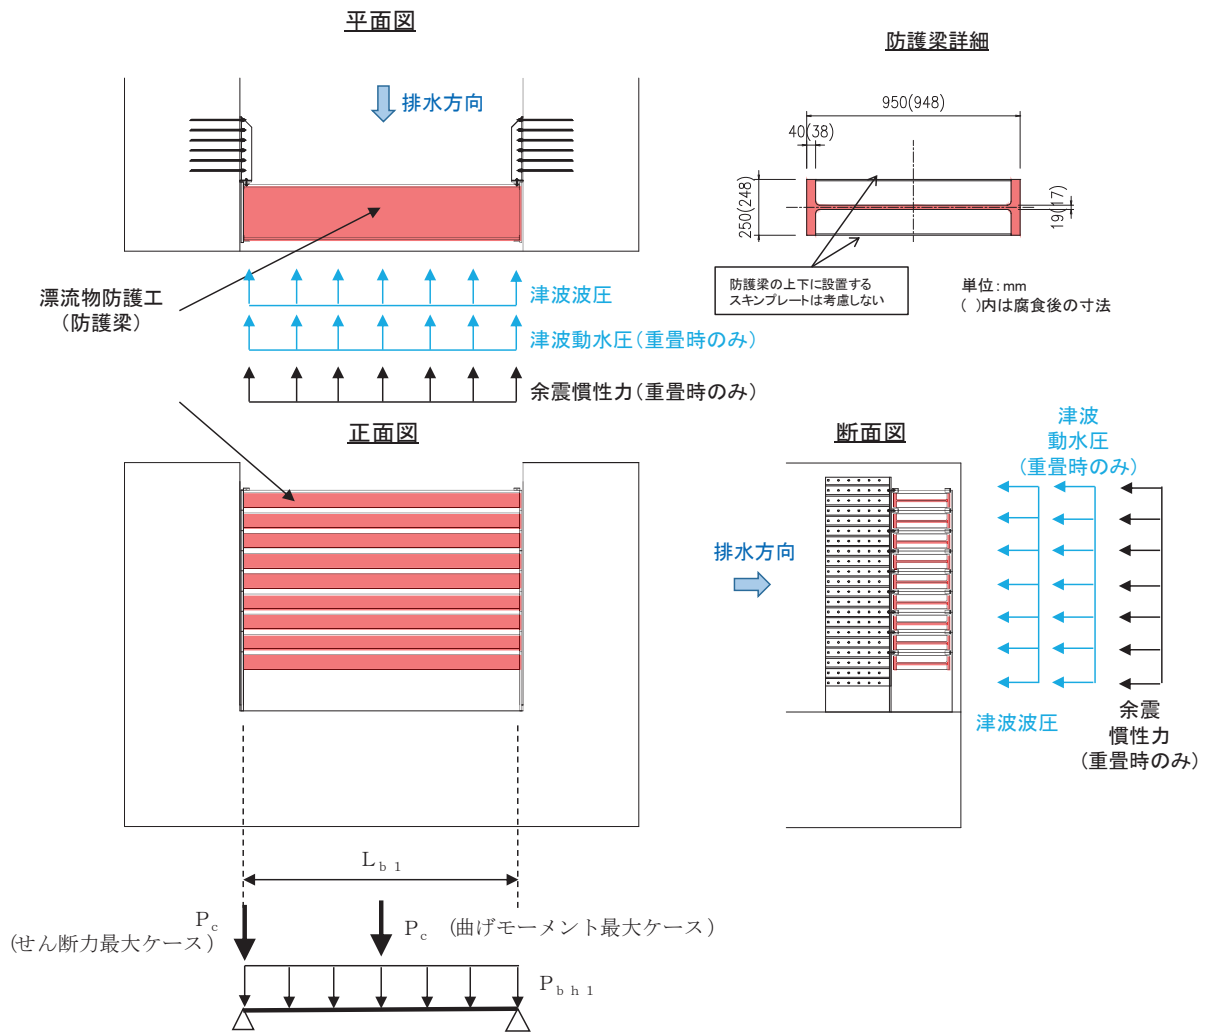 平面図
排水方向
漂流物防護工
（防護梁）
津波波圧
津波動水圧（重畳時のみ）
余震慣性力（重畳時のみ）
防護梁詳細
950(948)
40(38)
250(248)
19(17)
防護梁の上下に設置する
スキンプレートは考慮しない
単位：mm
（　）内は腐食後の寸法
正面図
断面図
津波
動水圧
（重畳時のみ）
排水方向
津波波圧
余震
慣性力
（重畳時のみ）
Lb1
Pc
（せん断力最大ケース）
Pc （曲げモーメント最大ケース）
Pbh1